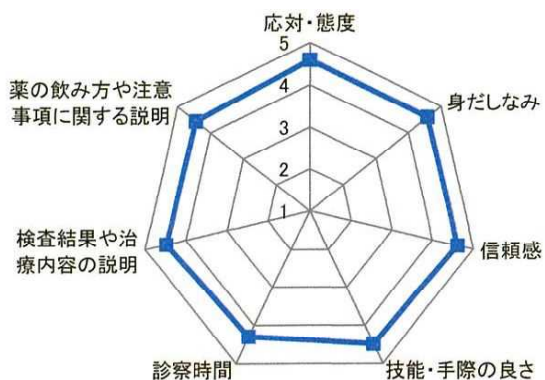 応対・態度
5
4
3
2
1
身だしなみ
信頼感
技能・手際の良さ
診察時間
検査結果や治
療内容の説明
薬の飲み方や注意
事項に関する説明